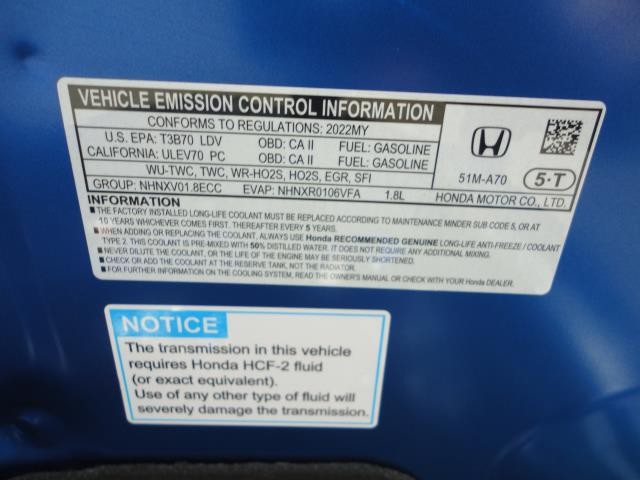 VEHICLE EMISSION CONTROL INFORMATION
CONFORMS TO REGULATIONS: 2022MY
U.S. EPA: T3B70 LDV OBD: CA II FUEL: GASOLINE
CALIFORNIA: ULEV70 PC OBD: CA II FUEL: GASOLINE
WU-TWC, TWC, WR-HO2S, HO2S, EGR, SFI
GROUP: NHNXV01.8ECC EVAP: NHNXR0106VFA 1.8L
51M-A70 5·T
HONDA MOTOR CO., LTD.
INFORMATION
■THE FACTORY INSTALLED LONG-LIFE COOLANT MUST BE REPLACED ACCORDING TO MAINTENANCE MINDER SUB CODE 5, OR AT
10 YEARS WHICHEVER COMES FIRST, THEREAFTER EVERY 5 YEARS.
■WHEN ADDING OR REPLACING COOLANT, ALWAYS USE Honda RECOMMENDED GENUINE LONG-LIFE ANTI-FREEZE / COOLANT
TYPE 2. THIS COOLANT IS PRE-MIXED WITH 50% DISTILLED WATER. IT DOES NOT REQUIRE ANY ADDITIONAL MIXING.
■NEVER DILUTE THE COOLANT, OR THE LIFE OF THE ENGINE MAY BE SERIOUSLY SHORTENED.
■CHECK OR ADD THE COOLANT AT THE RESERVE TANK, NOT THE RADIATOR.
■FOR FURTHER INFORMATION ON THE COOLING SYSTEM, READ THE OWNER'S MANUAL OR CHECK WITH YOUR Honda DEALER.
NOTICE
The transmission in this vehicle
requires Honda HCF-2 fluid
(or exact equivalent).
Use of any other type of fluid will
severely damage the transmission.